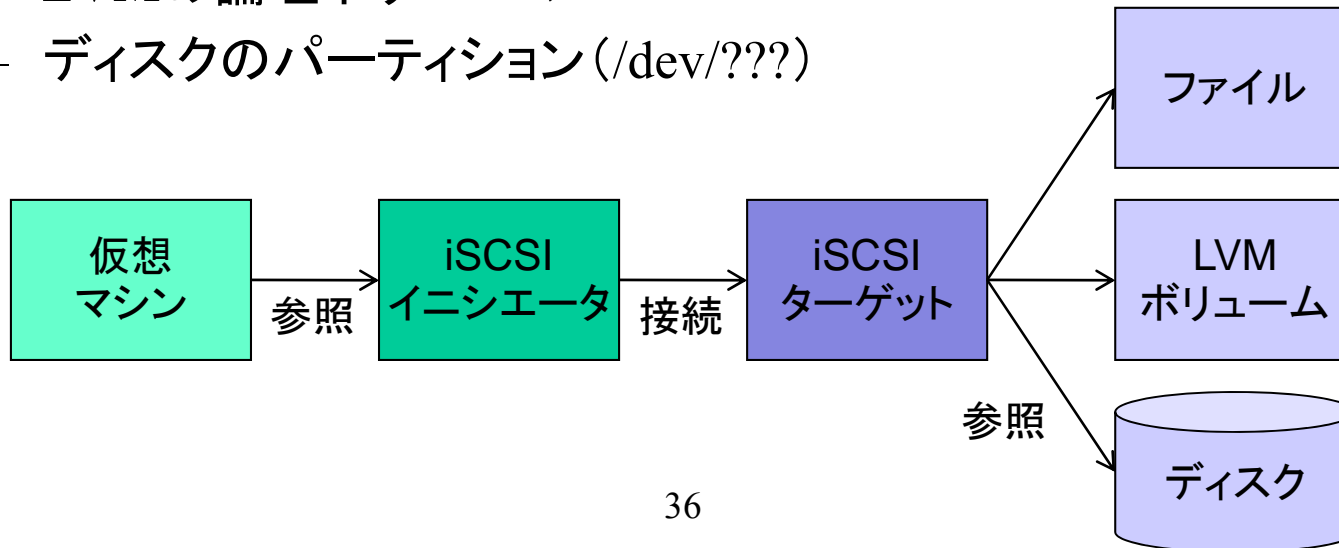 – ディスクのパーティション（/dev/???）
ファイル
仮想
マシン
参照
iSCSI
イニシエータ
接続
iSCSI
ターゲット
LVM
ボリューム
参照
ディスク
36